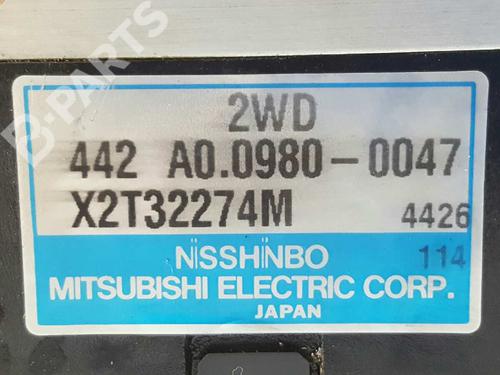 B-PARTS
2WD
442 A0.0980-0047
X2T32274M 4426
NiSSHiNBO 114
MITSUBISHI ELECTRIC CORP.
JAPAN